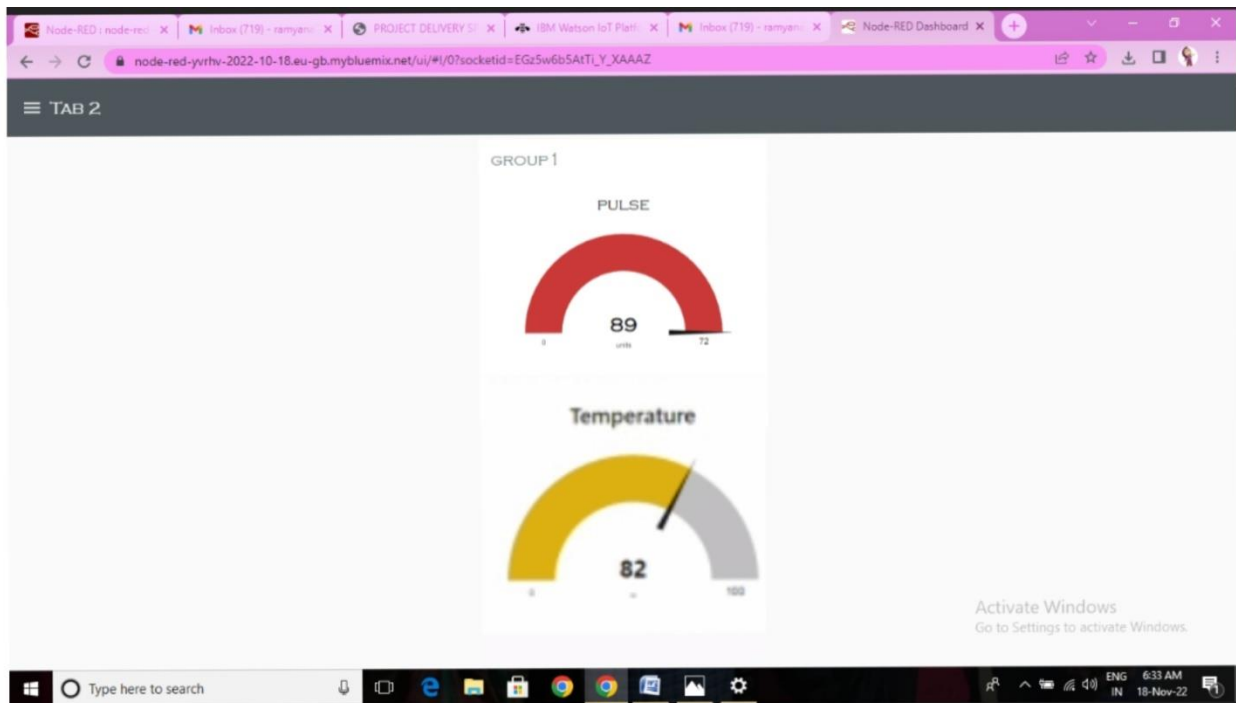 Node-RED : node-red
Inbox (719) - ramyan
PROJECT DELIVERY S
IBM Watson IoT Platf
Inbox (719) - ramyan
Node-RED Dashboard
node-red-yvrhv-2022-10-18.eu-gb.mybluemix.net/ui/#!/0?socketid=EGz5w6b5AtTi_Y_XAAAZ
TAB 2
GROUP 1
PULSE
89
units
0
72
Temperature
82
0
100
Activate Windows
Go to Settings to activate Windows.
Type here to search
ENG
IN
6:33 AM
18-Nov-22